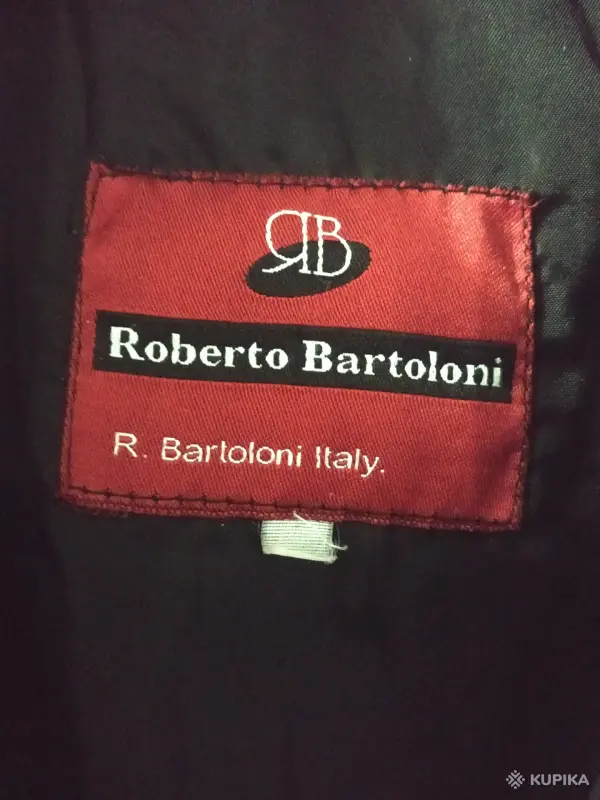 RB
Roberto Bartoloni
R. Bartoloni Italy.
KUPIKA